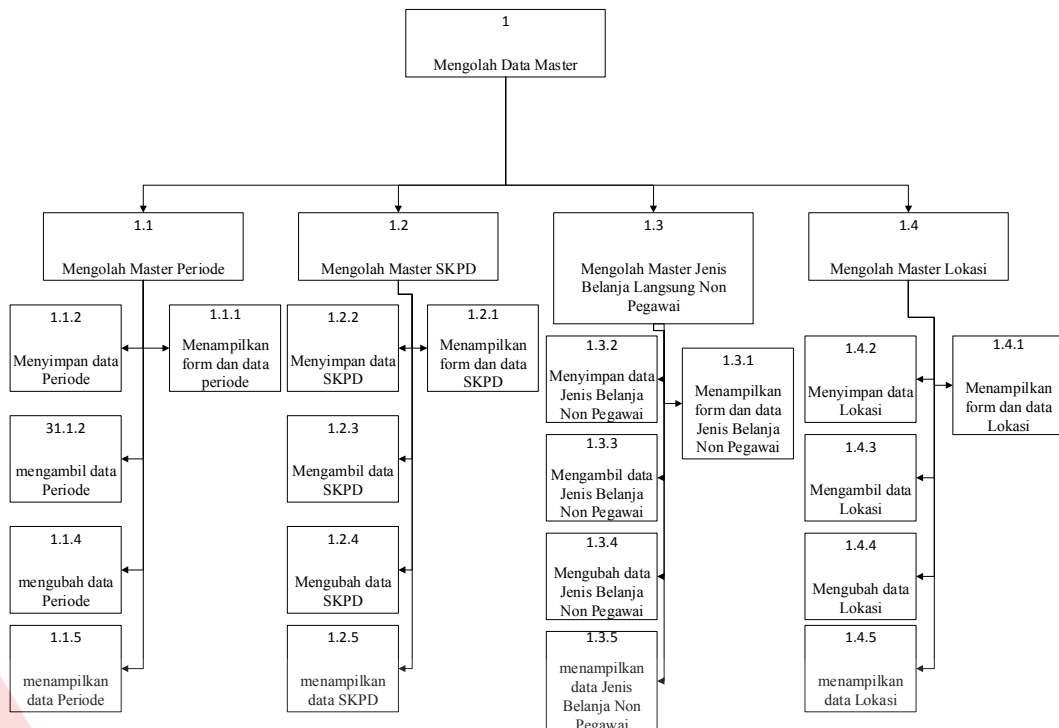 1
Mengolah Data Master
1.1
Mengolah Master Periode
1.2
Mengolah Master SKPD
1.3
Mengolah Master Jenis
Belanja Langsung Non
Pegawai
1.4
Mengolah Master Lokasi
1.1.2
Menyimpan data
Periode
1.1.1
Menampilkan
form dan data
periode
31.1.2
mengambil data
Periode
1.1.4
mengubah data
Periode
1.1.5
menampilkan
data Periode
1.2.2
Menyimpan data
SKPD
1.2.1
Menampilkan
form dan data
SKPD
1.2.3
Mengambil data
SKPD
1.2.4
Mengubah data
SKPD
1.2.5
menampilkan
data SKPD
1.3.2
Menyimpan data
Jenis Belanja
Non Pegawai
1.3.1
Menampilkan
form dan data
Jenis Belanja
Non Pegawai
1.3.3
Mengambil data
Jenis Belanja
Non Pegawai
1.3.4
Mengubah data
Jenis Belanja
Non Pegawai
1.3.5
menampilkan
data Jenis
Belanja Non
Pegawai
1.4.2
Menyimpan data
Lokasi
1.4.1
Menampilkan
form dan data
Lokasi
1.4.3
Mengambil data
Lokasi
1.4.4
Mengubah data
Lokasi
1.4.5
menampilkan
data Lokasi